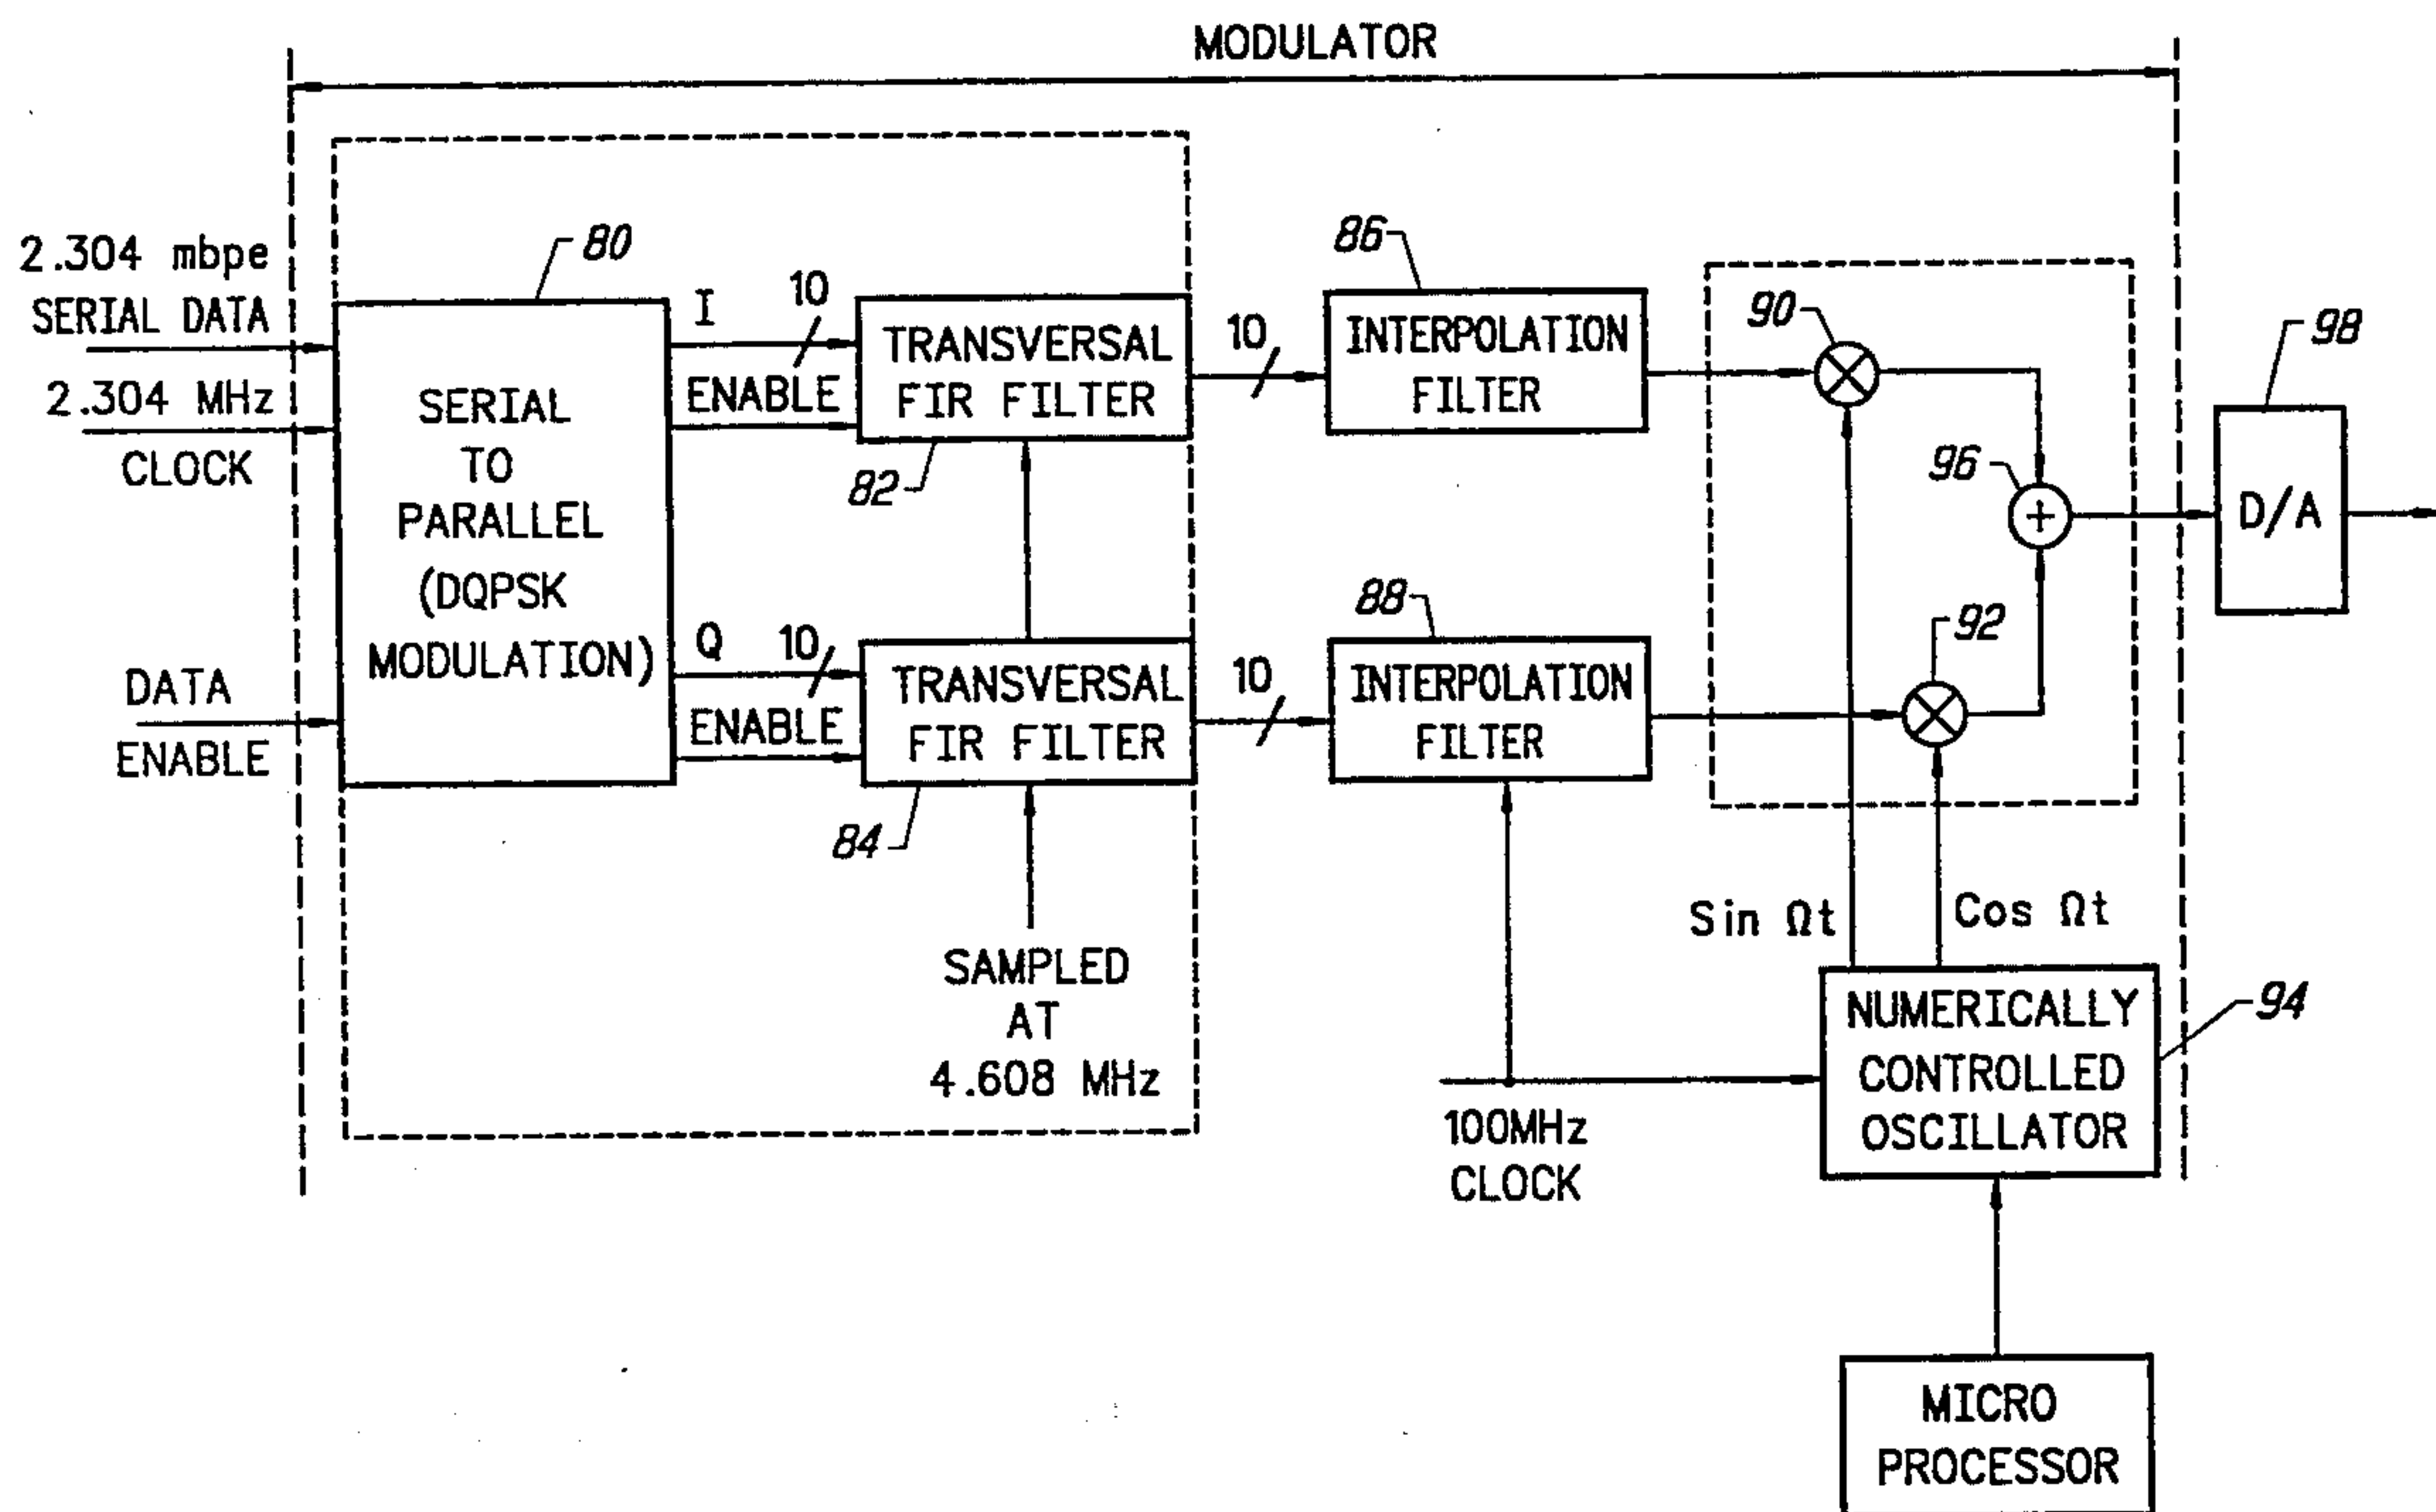 MODULATOR
2.304 mbpe
SERIAL DATA
2.304 MHz
CLOCK
DATA
ENABLE
80
SERIAL
TO
PARALLEL
(DQPSK
MODULATION)
I
10
ENABLE
TRANSVERSAL
FIR FILTER
82
Q
10
ENABLE
TRANSVERSAL
FIR FILTER
84
SAMPLED
AT
4.608 MHz
10
86
INTERPOLATION
FILTER
10
88
INTERPOLATION
FILTER
100MHz
CLOCK
90
96
92
98
D/A
Sin Ωt
Cos Ωt
NUMERICALLY
CONTROLLED
OSCILLATOR
94
MICRO
PROCESSOR